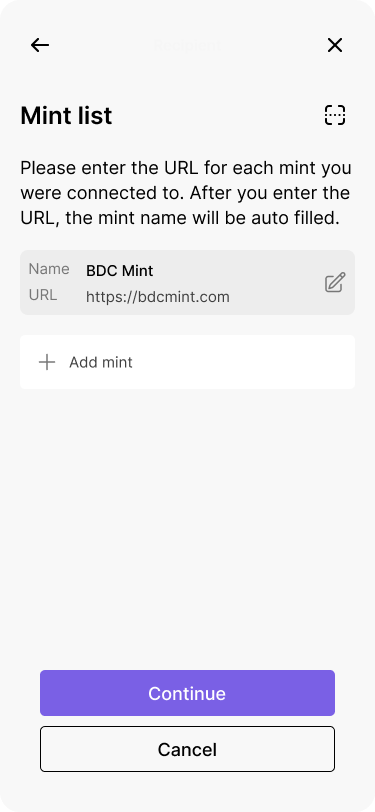 Mint list
Please enter the URL for each mint you
were connected to. After you enter the
URL, the mint name will be auto filled.
Name BDC Mint
URL https://bdcmint.com
Add mint
Continue
Cancel